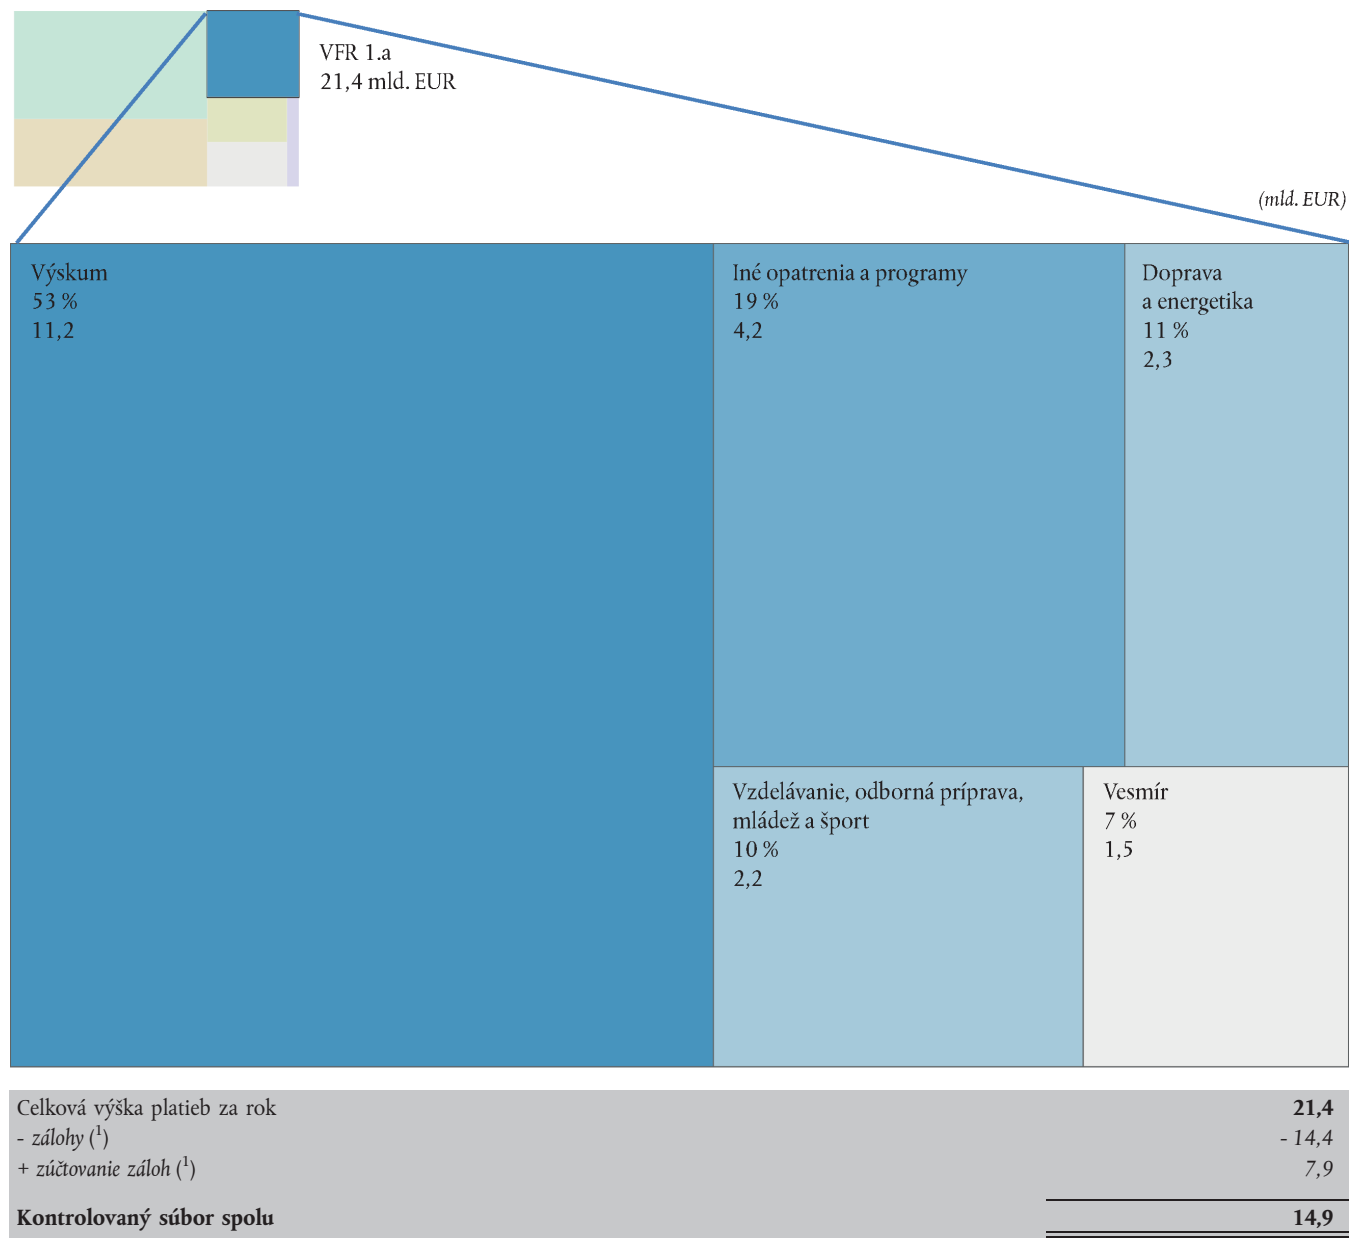 VFR 1.a
21,4 mld. EUR
(mld. EUR)
Výskum
53 %
11,2
Iné opatrenia a programy
19 %
4,2
Doprava
a energetika
11 %
2,3
Vzdelávanie, odborná príprava,
mládež a šport
10 %
2,2
Vesmír
7 %
1,5
Celková výška platieb za rok 21,4
- zálohy (1) - 14,4
+ zúčtovanie záloh (1) 7,9
Kontrolovaný súbor spolu 14,9